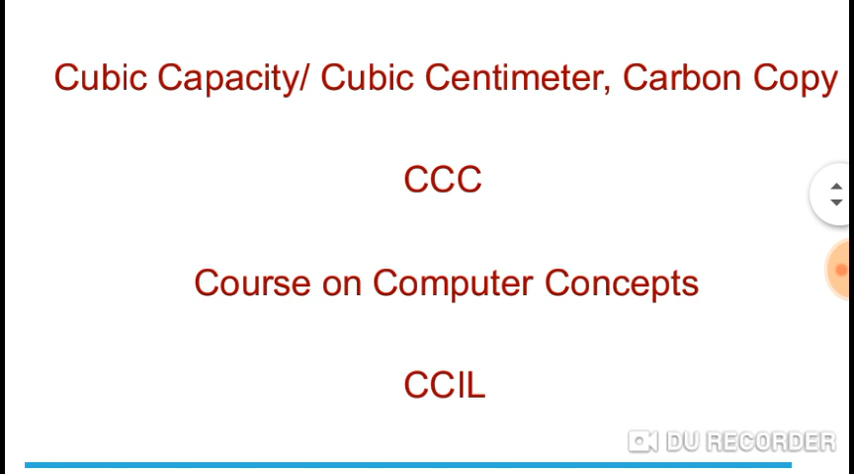 Cubic Capacity/ Cubic Centimeter, Carbon Copy
CCC
Course on Computer Concepts
CCIL
DU RECORDER